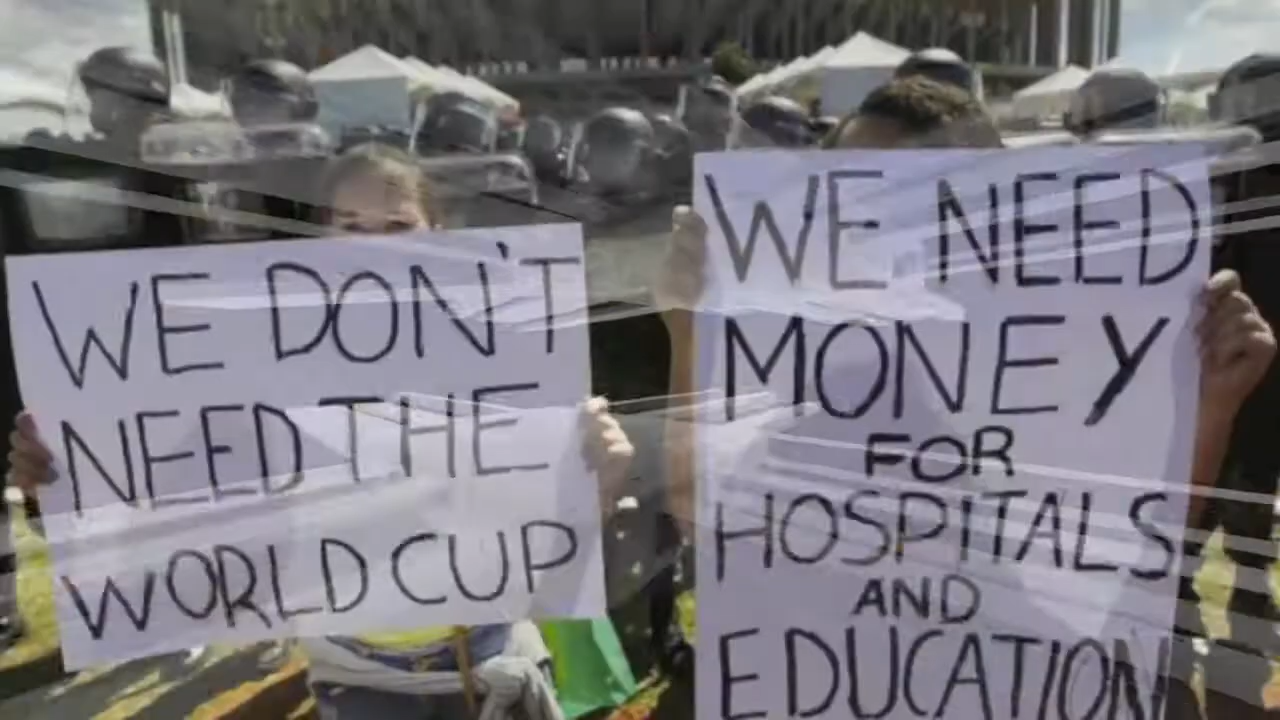 WE DON'T
NEED THE
WORLD CUP
WE NEED
MONEY
FOR
HOSPITALS
AND
EDUCATION